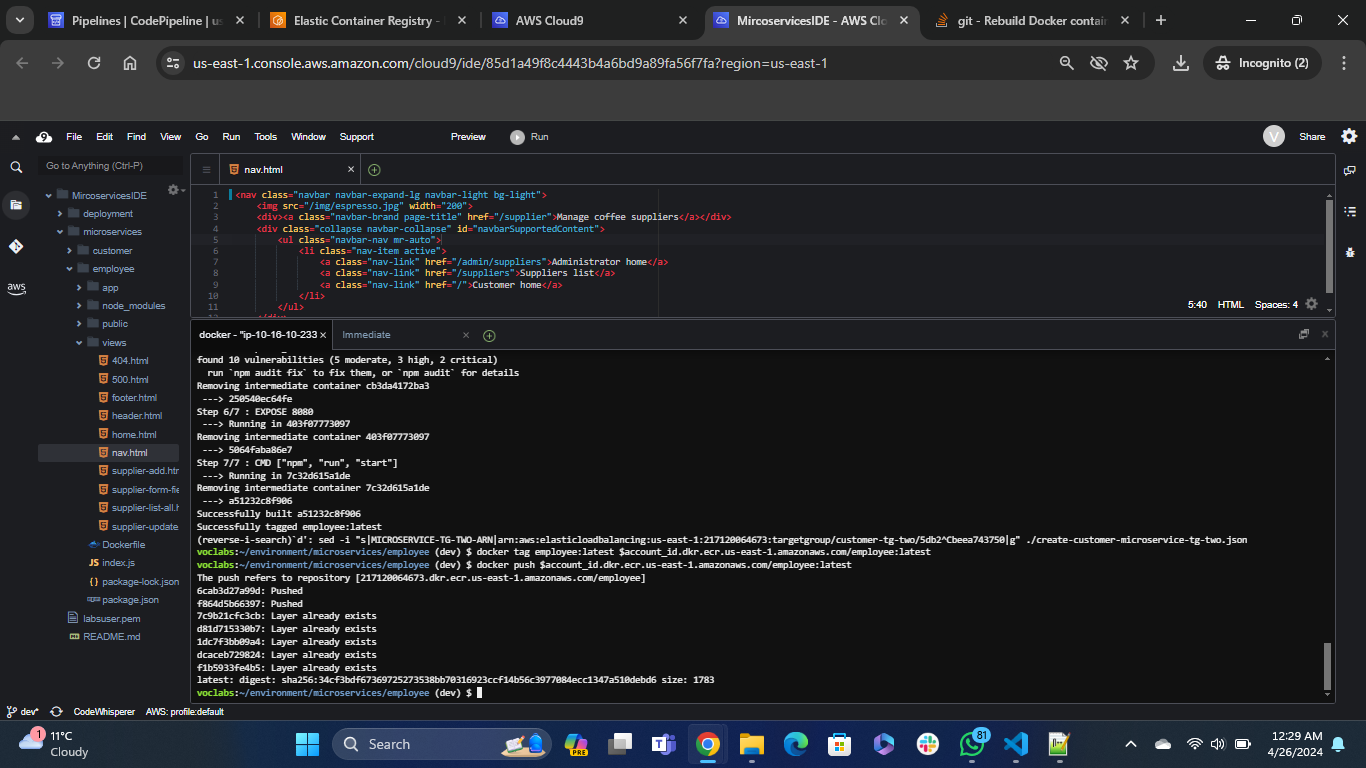 Pipelines | CodePipeline | us
Elastic Container Registry -
AWS Cloud9
MircoservicesIDE - AWS Clo
git - Rebuild Docker contain
us-east-1.console.aws.amazon.com/cloud9/ide/85d1a49f8c4443b4a6bd9a89fa56f7fa?region=us-east-1
Incognito (2)
File Edit Find View Go Run Tools Window Support Preview Run
V
Share
Go to Anything (Ctrl-P)
nav.html
MircoservicesIDE
deployment
microservices
customer
employee
app
node_modules
public
views
404.html
500.html
footer.html
header.html
home.html
nav.html
supplier-add.htm
supplier-form-fie
supplier-list-all.h
supplier-update
Dockerfile
index.js
package-lock.json
package.json
labsuser.pem
README.md
1 <nav class="navbar navbar-expand-lg navbar-light bg-light">
2 <img src="/img/espresso.jpg" width="200">
3 <div><a class="navbar-brand page-title" href="/supplier">Manage coffee suppliers</a></div>
4 <div class="collapse navbar-collapse" id="navbarSupportedContent">
5 <ul class="navbar-nav mr-auto">
6 <li class="nav-item active">
7 <a class="nav-link" href="/admin/suppliers">Administrator home</a>
8 <a class="nav-link" href="/suppliers">Suppliers list</a>
9 <a class="nav-link" href="/">Customer home</a>
10 </li>
11 </ul>
5:40 HTML Spaces: 4
docker - "ip-10-16-10-233
Immediate
found 10 vulnerabilities (5 moderate, 3 high, 2 critical)
run `npm audit fix` to fix them, or `npm audit` for details
Removing intermediate container cb3da4172ba3
---> 250540ec64fe
Step 6/7 : EXPOSE 8080
---> Running in 403f07773097
Removing intermediate container 403f07773097
---> 5064faba86e7
Step 7/7 : CMD ["npm", "run", "start"]
---> Running in 7c32d615a1de
Removing intermediate container 7c32d615a1de
---> a51232c8f906
Successfully built a51232c8f906
Successfully tagged employee:latest
(reverse-i-search)`d': sed -i "s|MICROSERVICE-TG-TWO-ARN|arn:aws:elasticloadbalancing:us-east-1:217120064673:targetgroup/customer-tg-two/5db2^Cbeea743750|g" ./create-customer-microservice-tg-two.json
voclabs:~/environment/microservices/employee (dev) $ docker tag employee:latest $account_id.dkr.ecr.us-east-1.amazonaws.com/employee:latest
voclabs:~/environment/microservices/employee (dev) $ docker push $account_id.dkr.ecr.us-east-1.amazonaws.com/employee:latest
The push refers to repository [217120064673.dkr.ecr.us-east-1.amazonaws.com/employee]
6cab3d27a99d: Pushed
f864d5b66397: Pushed
7c9b21cfc3cb: Layer already exists
d81d715330b7: Layer already exists
1dc7f3bb09a4: Layer already exists
dcaceb729824: Layer already exists
f1b5933fe4b5: Layer already exists
latest: digest: sha256:34cf3bdf67369725273538bb70316923ccf14b56c3977084ecc1347a510debd6 size: 1783
voclabs:~/environment/microservices/employee (dev) $
dev* CodeWhisperer AWS: profile:default
1
11°C
Cloudy
Search
PRE
81
12:29 AM
4/26/2024